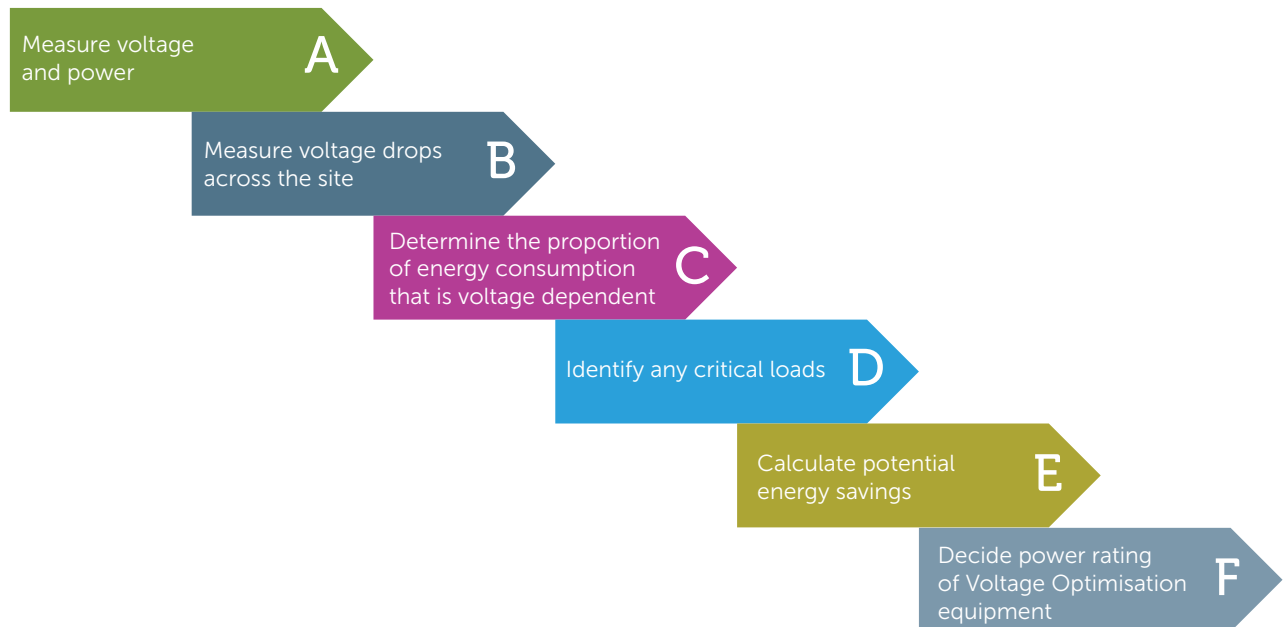 Measure voltage
and power
A
Measure voltage drops
across the site
B
Determine the proportion
of energy consumption
that is voltage dependent
C
Identify any critical loads
D
Calculate potential
energy savings
E
Decide power rating
of Voltage Optimisation
equipment
F